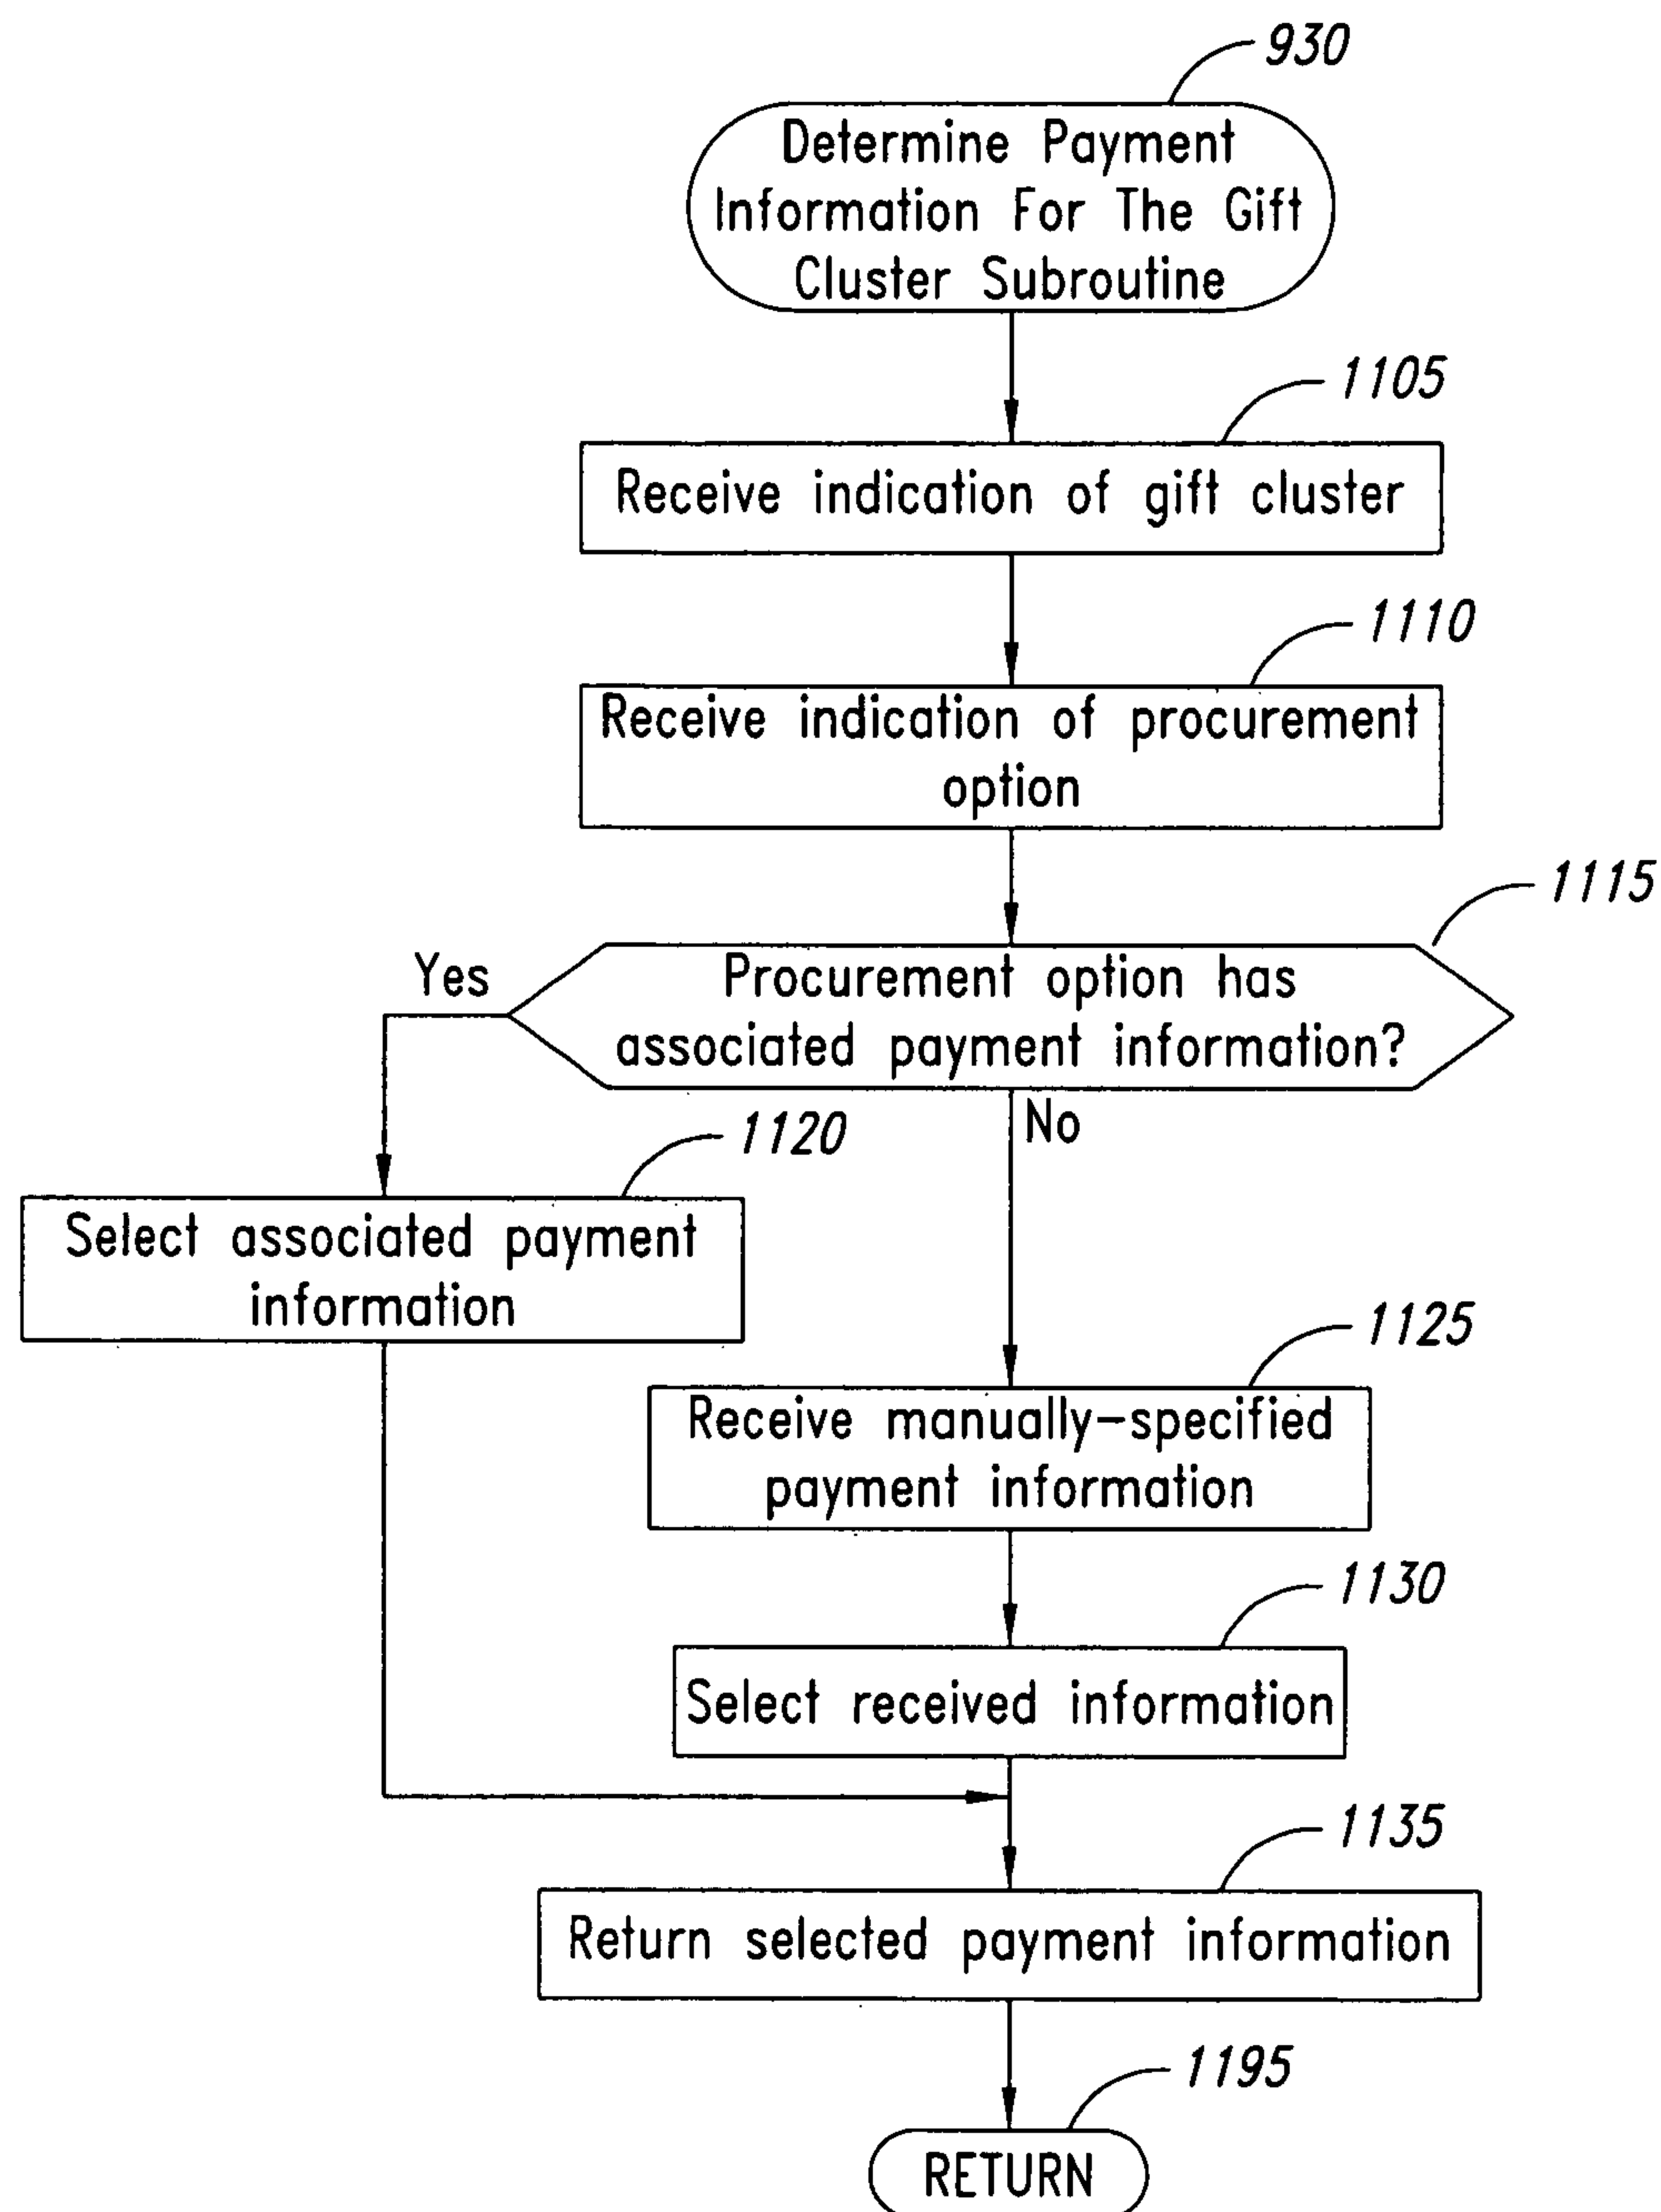 930
Determine Payment
Information For The Gift
Cluster Subroutine
1105
Receive indication of gift cluster
1110
Receive indication of procurement
option
1115
Procurement option has
associated payment information?
Yes
No
1120
Select associated payment
information
1125
Receive manually-specified
payment information
1130
Select received information
1135
Return selected payment information
1195
RETURN